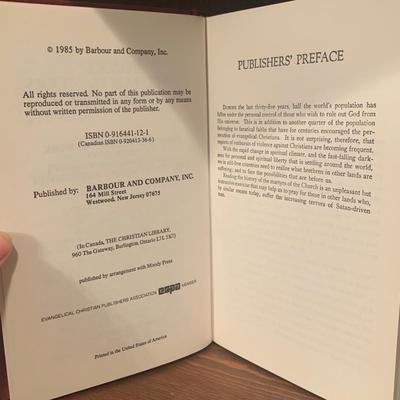 © 1985 by Barbour and Company, Inc.
All rights reserved. No part of this publication may be
reproduced or transmitted in any form or by any means
without written permission of the publisher.
ISBN 0-916441-12-1
(Canadian ISBN 0-920413-36-6)
Published by: BARBOUR AND COMPANY, INC.
164 Mill Street
Westwood, New Jersey 07675
(In Canada, THE CHRISTIAN LIBRARY,
960 The Gateway, Burlington, Ontario L7L 5K7)
published by arrangement with Moody Press
EVANGELICAL CHRISTIAN PUBLISHERS ASSOCIATION ECPA MEMBER
Printed in the United States of America
PUBLISHERS' PREFACE
DURING the last thirty-five years, half the world's population has
fallen under the personal control of those who wish to rule out God from
His universe. This is in addition to another quarter of the population
belonging to fanatical faiths that have for centuries encouraged the per-
secution of evangelical Christians. It is not surprising, therefore, that
reports of outbursts of violence against Christians are becoming frequent.
With the rapid change in spiritual climate, and the fast-falling dark-
ness for personal and spiritual liberty that is settling around the world,
we in still-free countries need to realize what brethren in other lands are
suffering; and to face the possibilities that are before us.
Reading the history of the martyrs of the Church is an unpleasant but
instructive exercise that may help us to pray for those in other lands who,
by similar means today, suffer the increasing terrors of Satan-driven
men.